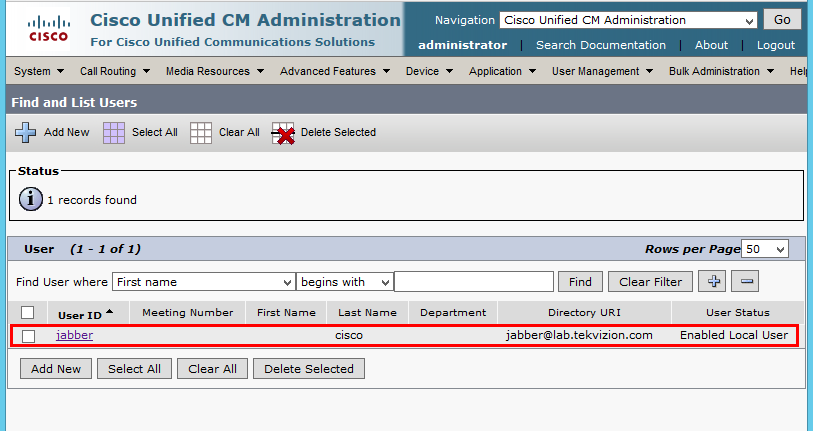 Cisco Unified CM Administration
Navigation Cisco Unified CM Administration Go
CISCO For Cisco Unified Communications Solutions
administrator | Search Documentation | About | Logout
System Call Routing Media Resources Advanced Features Device Application User Management Bulk Administration Help
Find and List Users
Add New Select All Clear All Delete Selected
Status
1 records found
User (1 - 1 of 1) Rows per Page 50
Find User where First name begins with Find Clear Filter
User ID Meeting Number First Name Last Name Department Directory URI User Status
jabber cisco jabber@lab.tekvizion.com Enabled Local User
Add New Select All Clear All Delete Selected